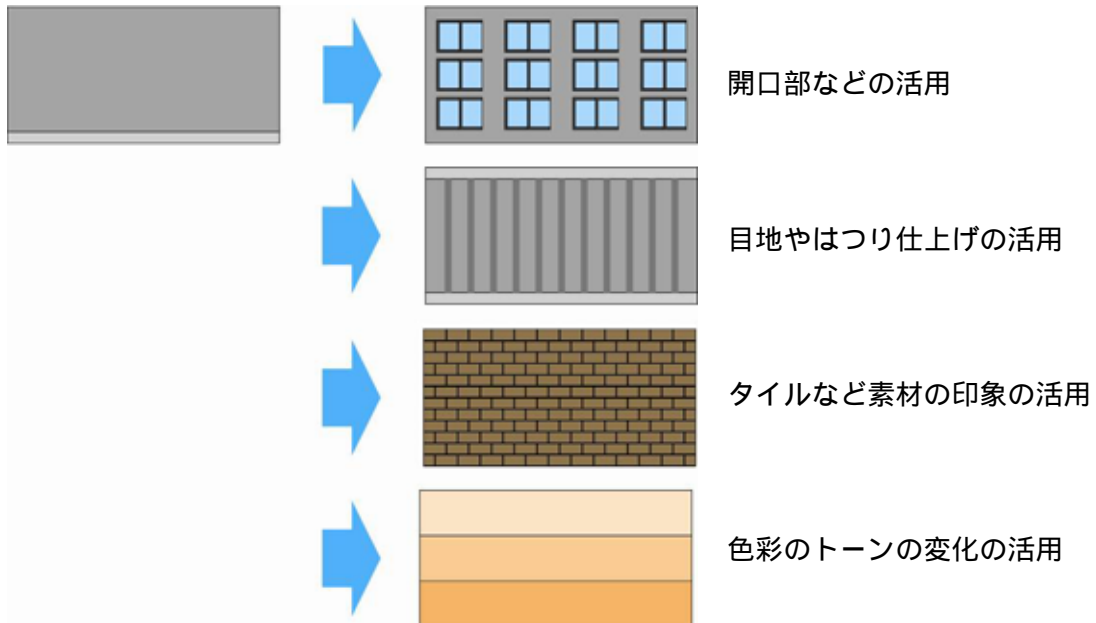 開口部などの活用
目地やはつり仕上げの活用
タイルなど素材の印象の活用
色彩のトーンの変化の活用